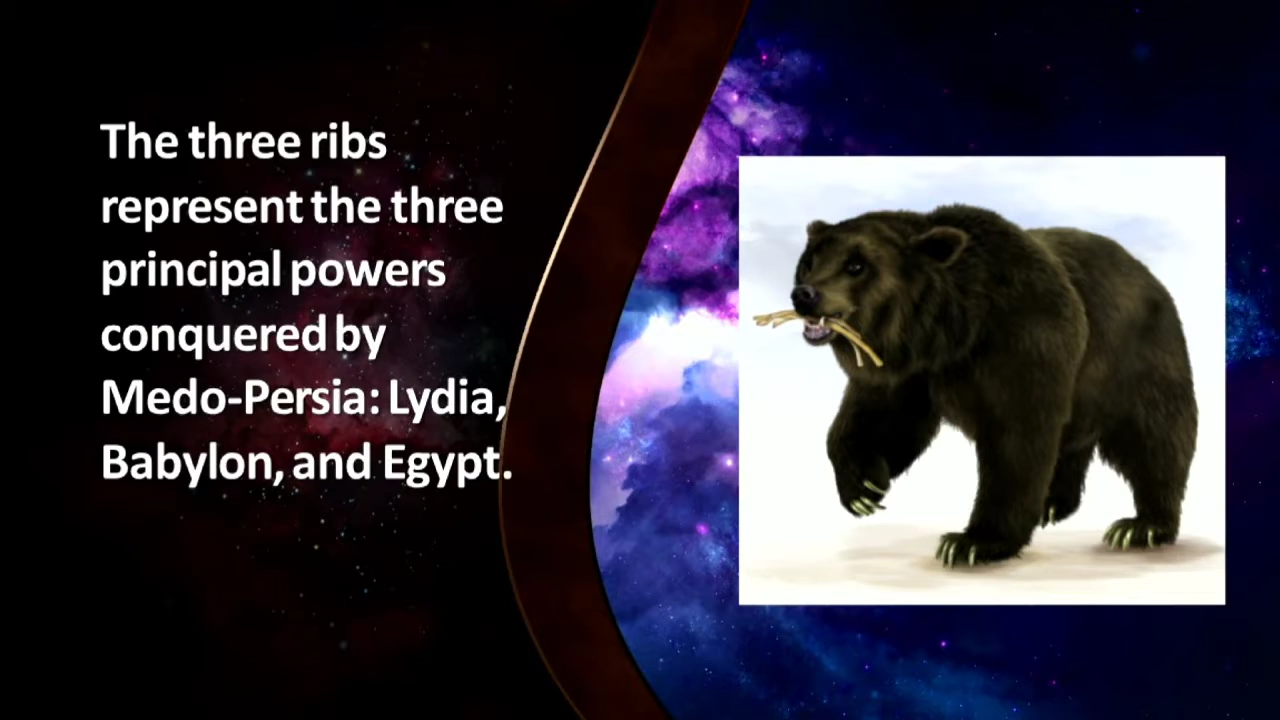 The three ribs
represent the three
principal powers
conquered by
Medo-Persia: Lydia,
Babylon, and Egypt.